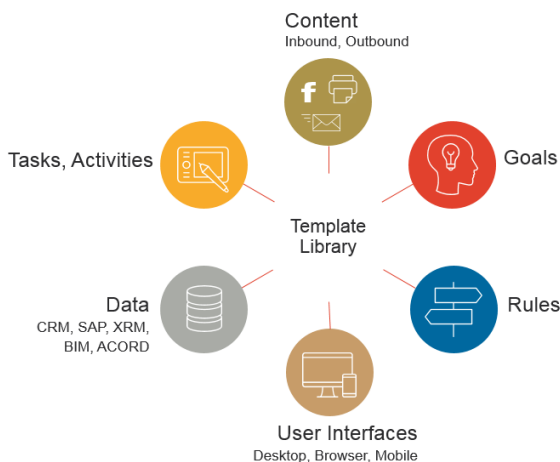 Content
Inbound, Outbound
f
Tasks, Activities
Goals
Template
Library
Data
CRM, SAP, XRM,
BIM, ACORD
Rules
User Interfaces
Desktop, Browser, Mobile